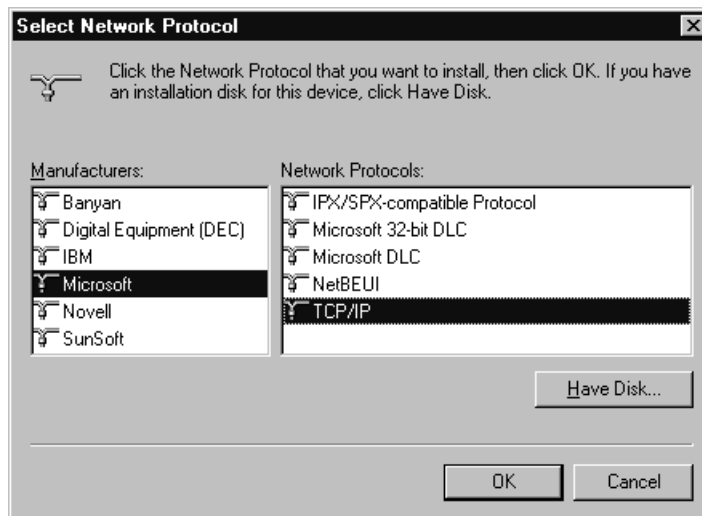 Select Network Protocol
Click the Network Protocol that you want to install, then click OK. If you have
an installation disk for this device, click Have Disk.
Manufacturers:
Banyan
Digital Equipment (DEC)
IBM
Microsoft
Novell
SunSoft
Network Protocols:
IPX/SPX-compatible Protocol
Microsoft 32-bit DLC
Microsoft DLC
NetBEUI
TCP/IP
Have Disk...
OK
Cancel